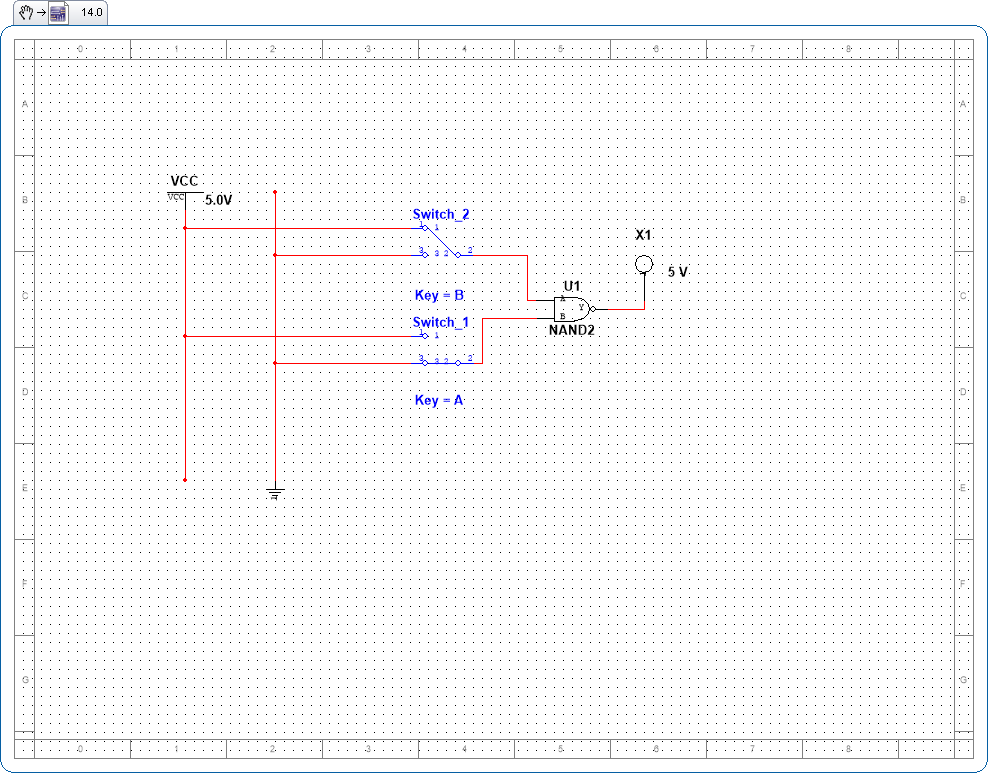 14.0
0 1 2 3 4 5 6 7 8
A A
VCC
VCC 5.0V
B B
Switch_2
1 1
3 3 2 2
X1
5 V
U1
Key = B
C C
A
Y
B
NAND2
Switch_1
1 1
3 3 2 2
D D
Key = A
E E
F F
G G
0 1 2 3 4 5 6 7 8